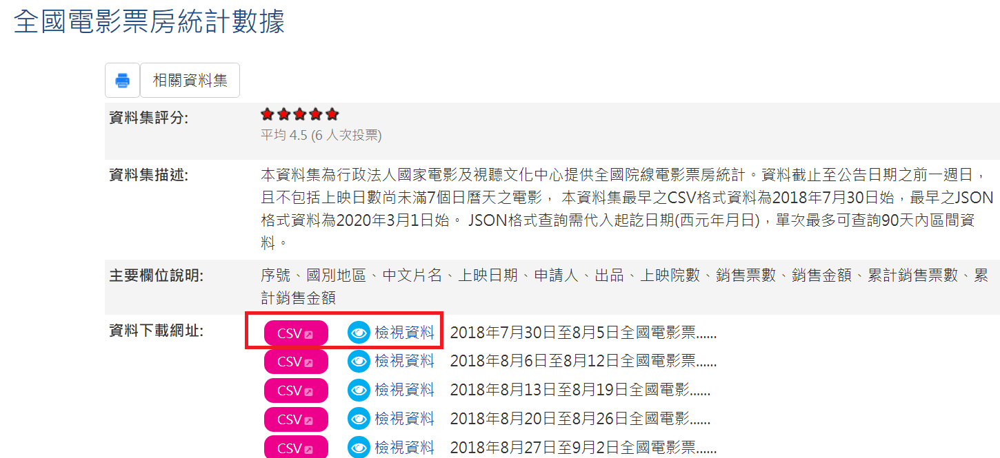 全國電影票房統計數據
相關資料集
資料集評分:
平均 4.5 (6 人次投票)
資料集描述:
本資料集為行政法人國家電影及視聽文化中心提供全國院線電影票房統計。資料截止至公告日期之前一週日，
且不包括上映日數尚未滿7個日曆天之電影， 本資料集最早之CSV格式資料為2018年7月30日始，最早之JSON
格式資料為2020年3月1日始。 JSON格式查詢需代入起訖日期(西元年月日)，單次最多可查詢90天內區間資
料。
主要欄位說明:
序號、國別地區、中文片名、上映日期、申請人、出品、上映院數、銷售票數、銷售金額、累計銷售票數、累
計銷售金額
資料下載網址:
CSV 檢視資料 2018年7月30日至8月5日全國電影票......
CSV 檢視資料 2018年8月6日至8月12日全國電影票......
CSV 檢視資料 2018年8月13日至8月19日全國電影......
CSV 檢視資料 2018年8月20日至8月26日全國電影......
CSV 檢視資料 2018年8月27日至9月2日全國電影票......